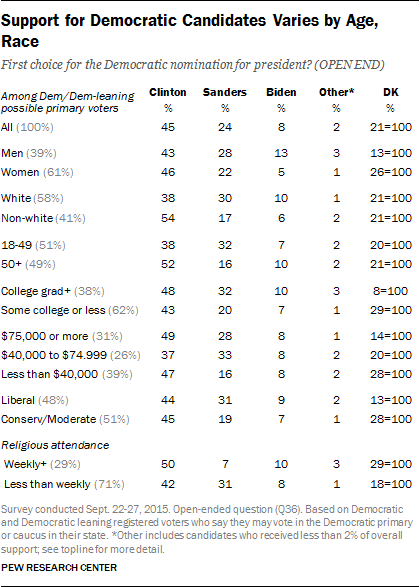 Support for Democratic Candidates Varies by Age,
Race
First choice for the Democratic nomination for president? (OPEN END)
Among Dem/Dem-leaning possible primary voters Clinton Sanders Biden Other* DK
% % % % %
All (100%) 45 24 8 2 21=100
Men (39%) 43 28 13 3 13=100
Women (61%) 46 22 5 1 26=100
White (58%) 38 30 10 1 21=100
Non-white (41%) 54 17 6 2 21=100
18-49 (51%) 38 32 7 2 20=100
50+ (49%) 52 16 10 2 21=100
College grad+ (38%) 48 32 10 3 8=100
Some college or less (62%) 43 20 7 1 28=100
$75,000 or more (31%) 49 28 8 1 14=100
$40,000 to $74.999 (26%) 37 33 8 2 20=100
Less than $40,000 (39%) 47 16 8 2 28=100
Liberal (48%) 44 31 9 2 13=100
Conserv/Moderate (51%) 45 19 7 1 28=100
Religious attendance
Weekly+ (29%) 50 7 10 3 29=100
Less than weekly (71%) 42 31 8 1 18=100
Survey conducted Sept. 22-27, 2015. Open-ended question (Q36). Based on Democratic
and Democratic leaning registered voters who say they may vote in the Democratic primary
or caucus in their state. *Other includes candidates who received less than 2% of overall
support; see topline for more detail.
PEW RESEARCH CENTER